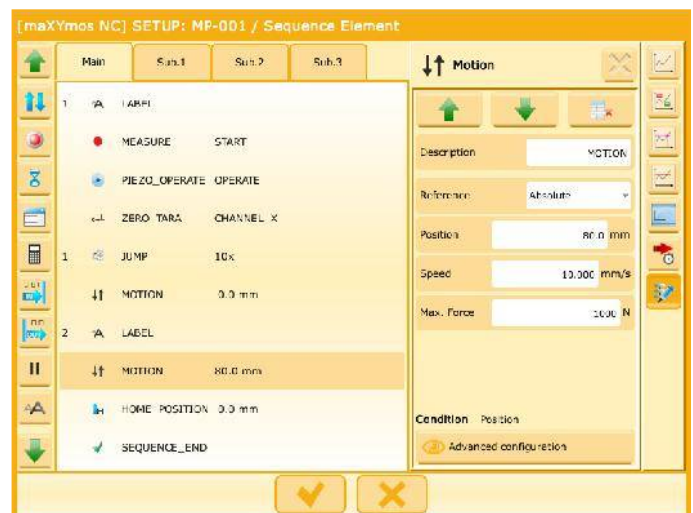 [maXYmos NC] SETUP: MP-001 / Sequence Element
Main Sub.1 Sub.2 Sub.3
Motion
1 LABEL
MEASURE START
PIEZO_OPERATE OPERATE
ZERO TARA CHANNEL X
1 JUMP 10x
MOTION 0.0 mm
2 LABEL
MOTION 80.0 mm
HOME POSITION 0.0 mm
SEQUENCE_END
Description MOTION
Reference Absolute
Position 80.0 mm
Speed 10.000 mm/s
Max. Force 1000 N
Condition Position
Advanced configuration